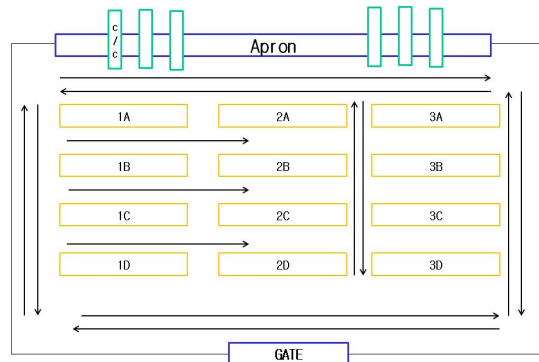 c
/
c
Apron
1A 2A 3A
1B 2B 3B
1C 2C 3C
1D 2D 3D
GATE